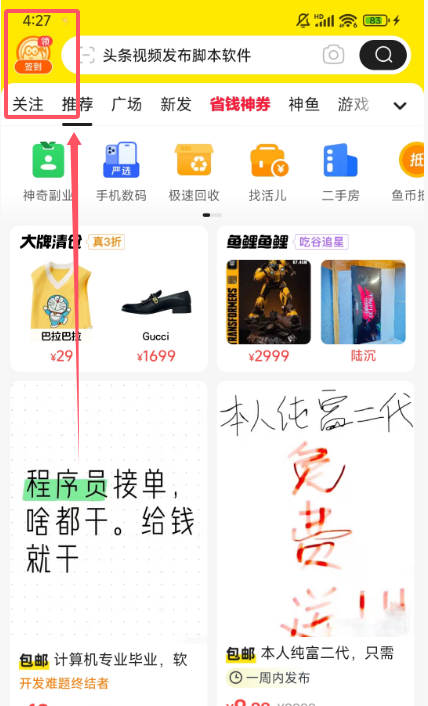 4:27
HD
83
领
签到
头条视频发布脚本软件
关注 推荐 广场 新发 省钱神券 神鱼 游戏
严选
神奇副业 手机数码 极速回收 找活儿 二手房 鱼币
大牌清仓 真3折
鱼鲤鱼鲤 吃谷追星
TRANSFORMERS
巴拉巴拉
Gucci
¥29
¥1699
¥2999
陆沉
程序员接单，
啥都干。给钱
就干
本人纯富二代
免
费
送
包邮 计算机专业毕业，软
开发难题终结者
包邮 本人纯富二代，只需
一周内发布